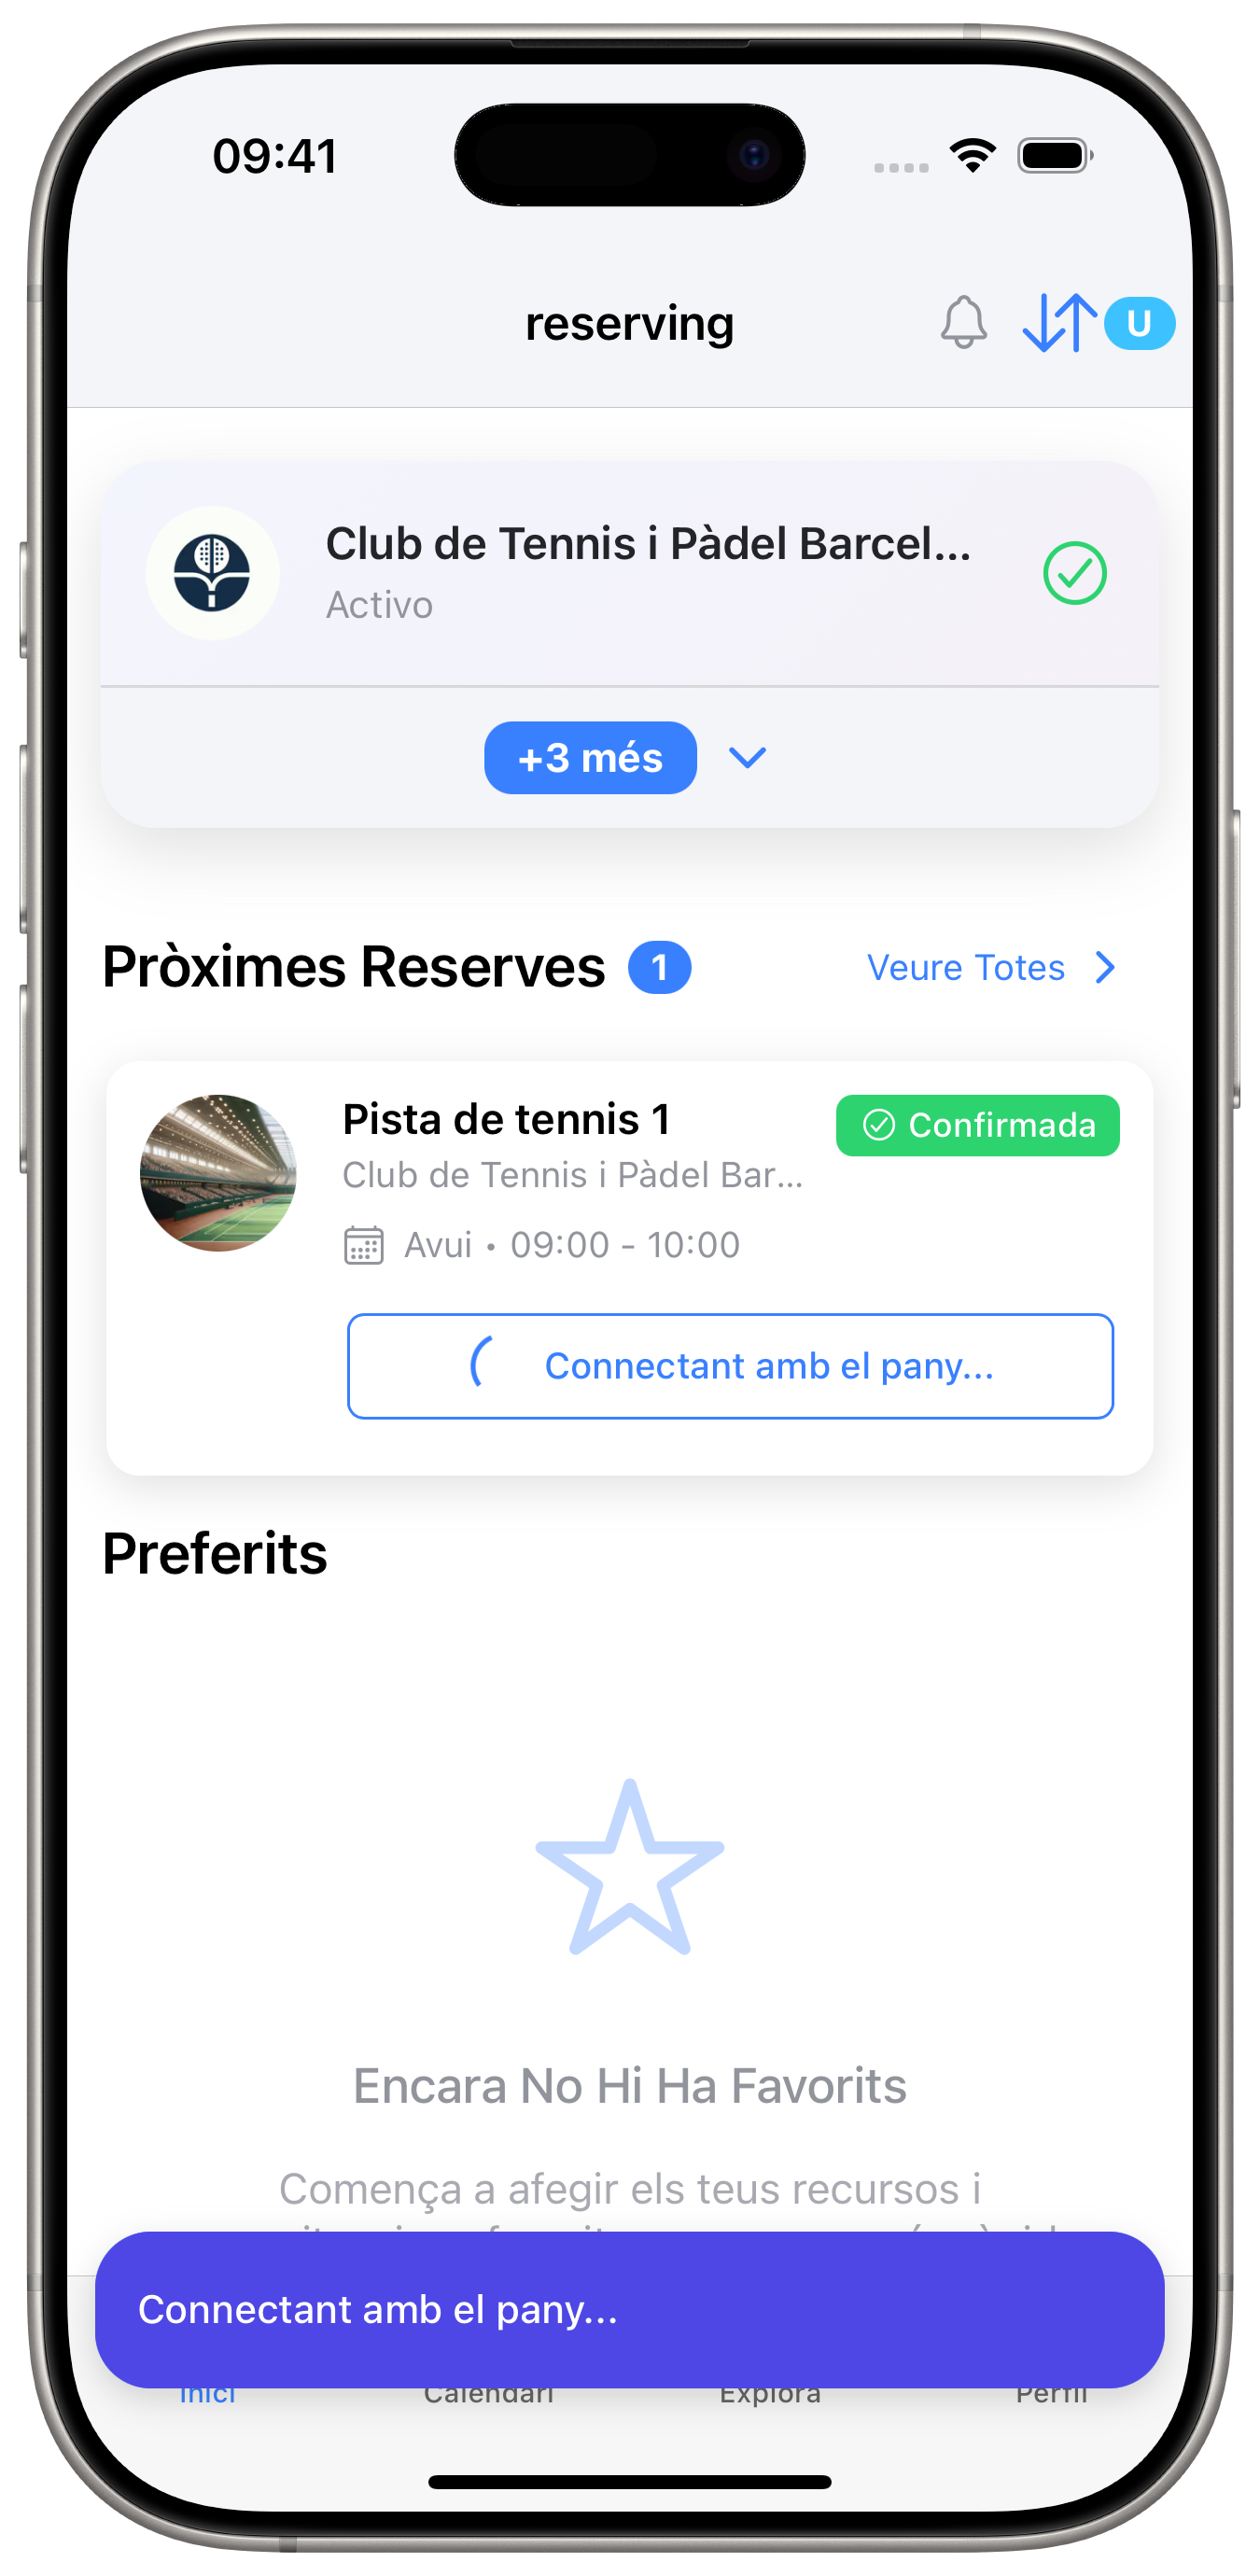 09:41
reserving
U
Club de Tennis i Pàdel Barcel...
Activo
+3 més
Pròximes Reserves 1
Veure Totes
Pista de tennis 1
Confirmada
Club de Tennis i Pàdel Bar...
Avui • 09:00 - 10:00
Connectant amb el pany...
Preferits
Encara No Hi Ha Favorits
Comença a afegir els teus recursos i
Connectant amb el pany...
Inici
Calendari
Explora
Perfil